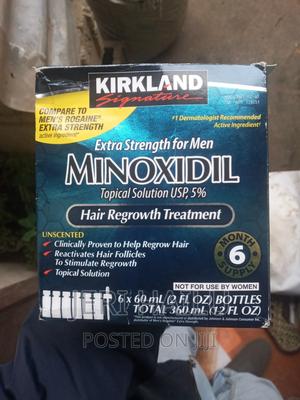 KIRKLAND
Signature
COMPARE TO
MEN'S ROGAINE®
EXTRA STRENGTH
active ingredient*
#1 Dermatologist Recommended
Active Ingredient†
Extra Strength for Men
MINOXIDIL
Topical Solution USP, 5%
Hair Regrowth Treatment
UNSCENTED
Clinically Proven to Help Regrow Hair
Reactivates Hair Follicles
To Stimulate Regrowth
Topical Solution
MONTH
6
SUPPLY
NOT FOR USE BY WOMEN
6 x 60 mL (2 FL OZ) BOTTLES
TOTAL 360 mL (12 FL OZ)
POSTED ON